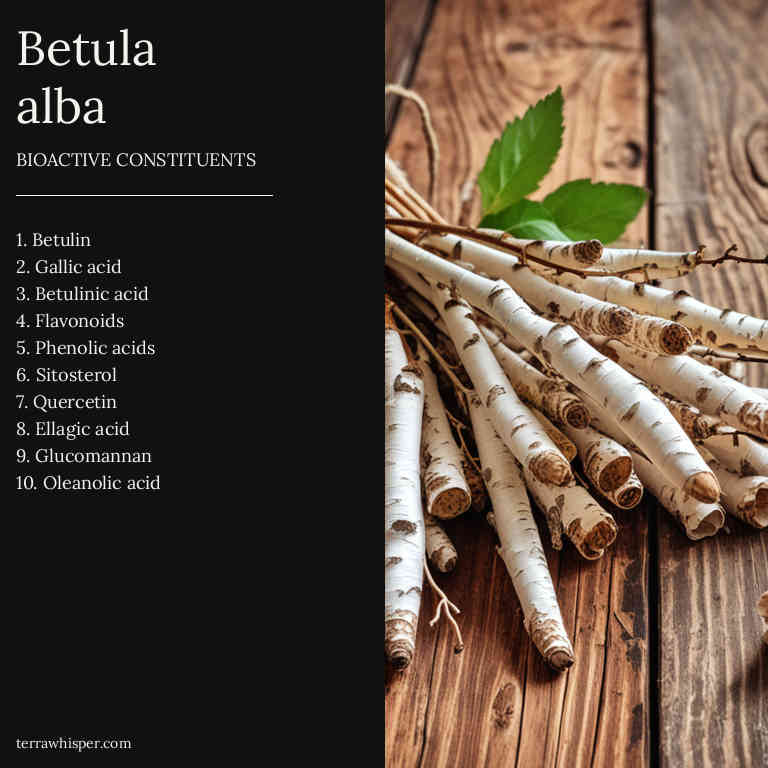 Betula
alba
BIOACTIVE CONSTITUENTS
1. Betulin
2. Gallic acid
3. Betulinic acid
4. Flavonoids
5. Phenolic acids
6. Sitosterol
7. Quercetin
8. Ellagic acid
9. Glucomannan
10. Oleanolic acid
terrawhisper.com